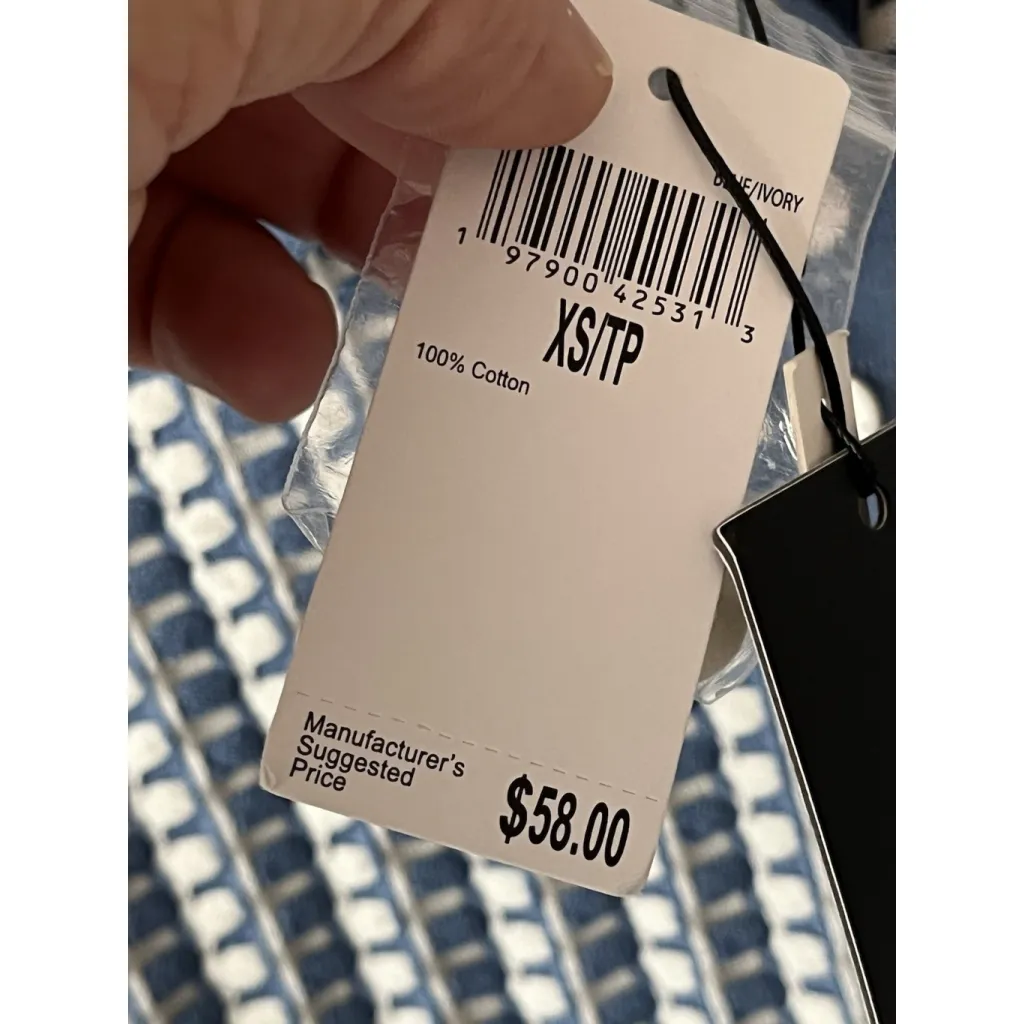 BLUE/IVORY
1 97900 42531 3
XS/TP
100% Cotton
Manufacturer's
Suggested
Price
$58.00